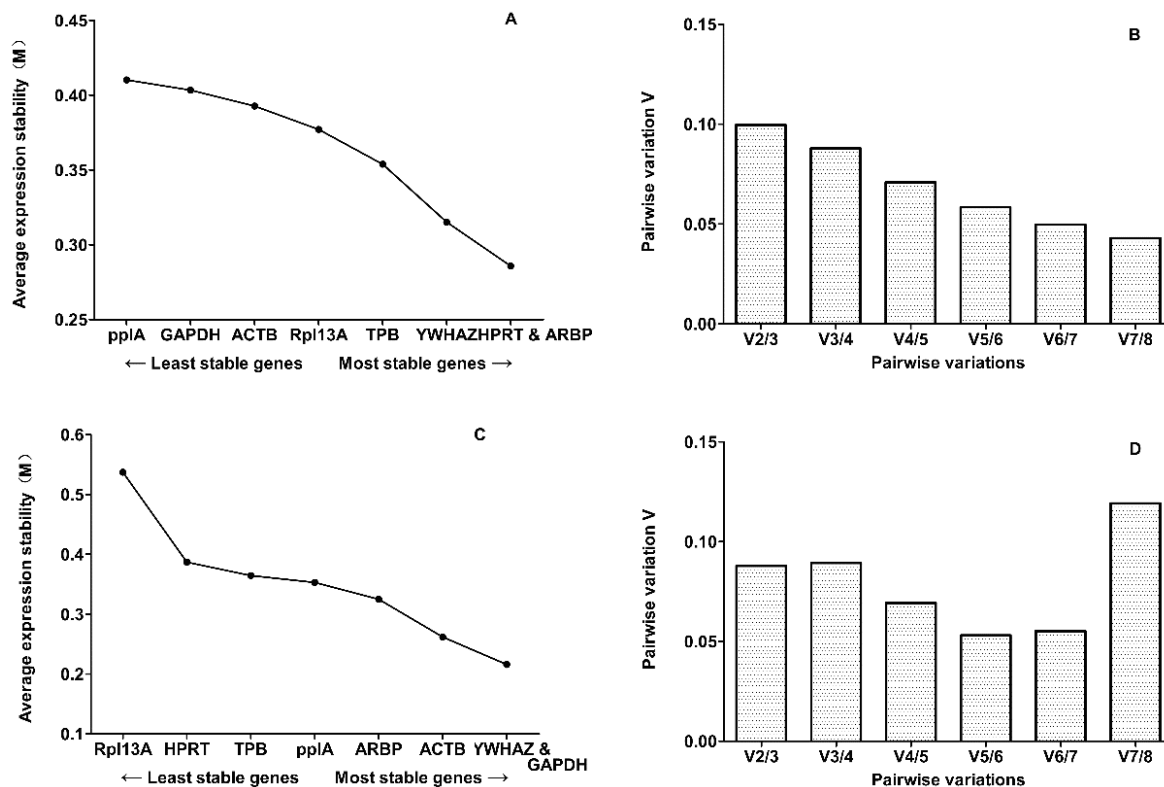 A
Average expression stability (M)
0.45
0.40
0.35
0.30
0.25
ppIA GAPDH ACTB Rpl13A TPB YWHAZHPRT & ARBP
← Least stable genes Most stable genes →
B
Pairwise variation V
0.15
0.10
0.05
0.00
V2/3 V3/4 V4/5 V5/6 V6/7 V7/8
Pairwise variations
C
Average expression stability (M)
0.6
0.5
0.4
0.3
0.2
0.1
Rpl13A HPRT TPB ppIA ARBP ACTB YWHAZ &
GAPDH
← Least stable genes Most stable genes →
D
Pairwise variation V
0.15
0.10
0.05
0.00
V2/3 V3/4 V4/5 V5/6 V6/7 V7/8
Pairwise variations